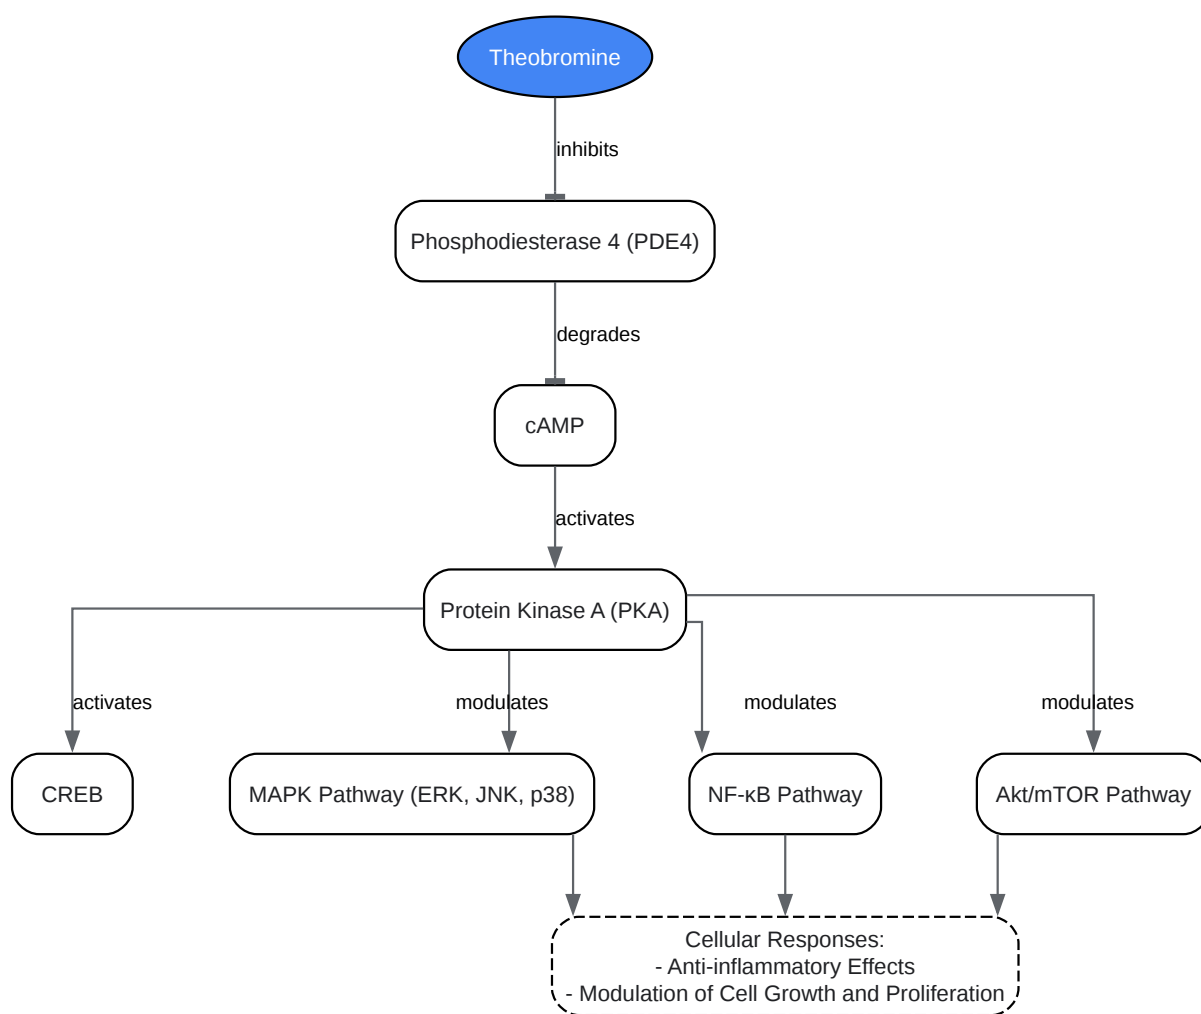 Theobromine
inhibits
Phosphodiesterase 4 (PDE4)
degrades
cAMP
activates
Protein Kinase A (PKA)
activates
modulates
modulates
modulates
CREB
MAPK Pathway (ERK, JNK, p38)
NF-κB Pathway
Akt/mTOR Pathway
Cellular Responses:
- Anti-inflammatory Effects
- Modulation of Cell Growth and Proliferation